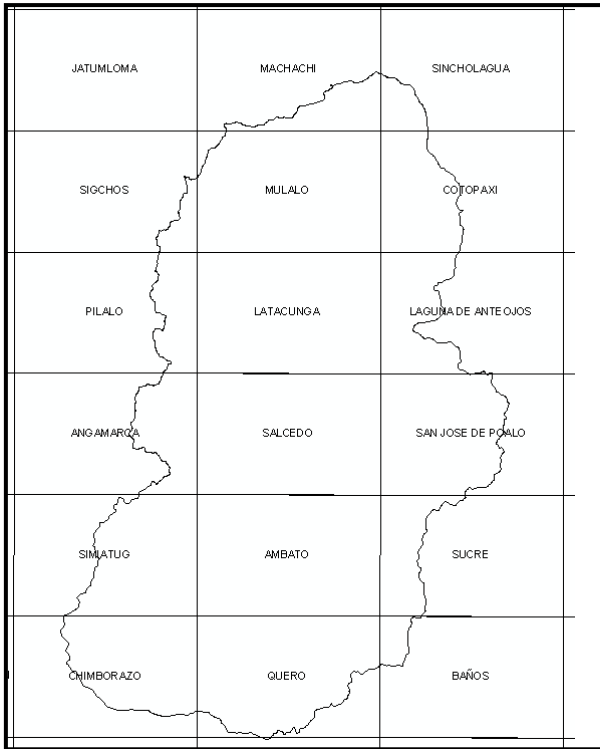 JATUMLOMA MACHACHI SINCHOLAGUA
SIGCHOS MULALO COTOPAXI
PILALO LATACUNGA LAGUNA DE ANTEOJOS
ANGAMARCA SALCEDO SAN JOSE DE POALO
SIMIATUG AMBATO SUCRE
CHIMBORAZO QUERO BAÑOS